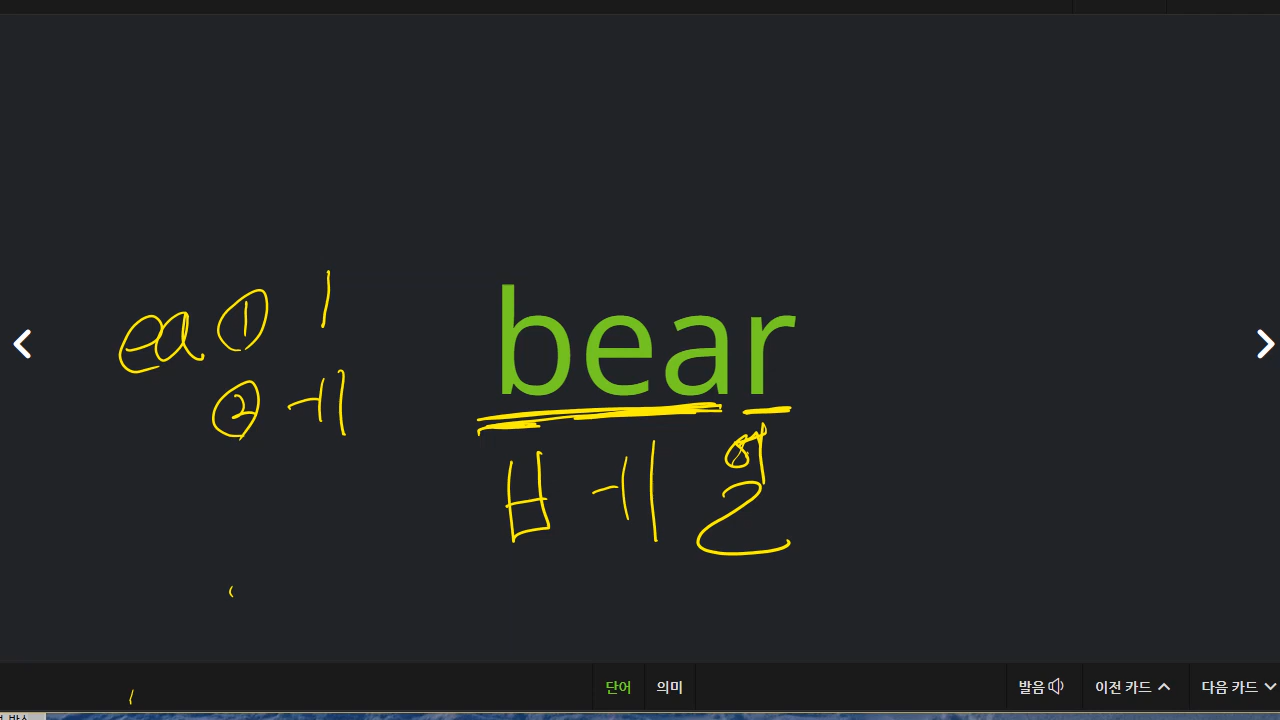 ea ① ㅣ
② ㅔ
bear
ㅂ ㅔ 얼
단어 의미 발음 이전 카드 다음 카드